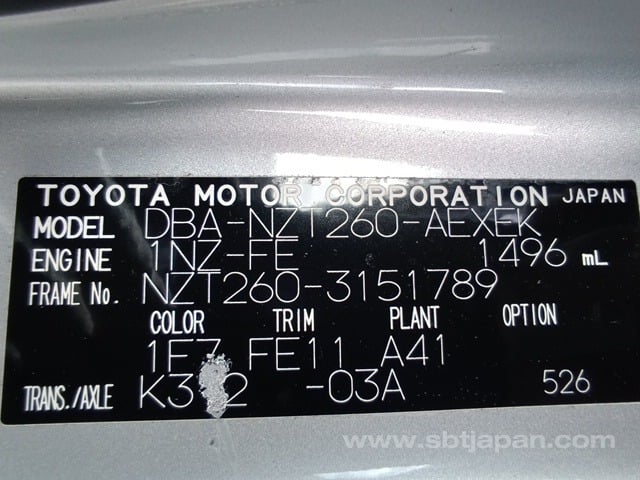 TOYOTA MOTOR CORPORATION JAPAN
MODEL DBA-NZT260-AEXEK
ENGINE 1NZ-FE 1496 mL
FRAME No. NZT260-3151789
COLOR TRIM PLANT OPTION
1F7 FE11 A41
TRANS./AXLE -03A 526
www.sbtjapan.com